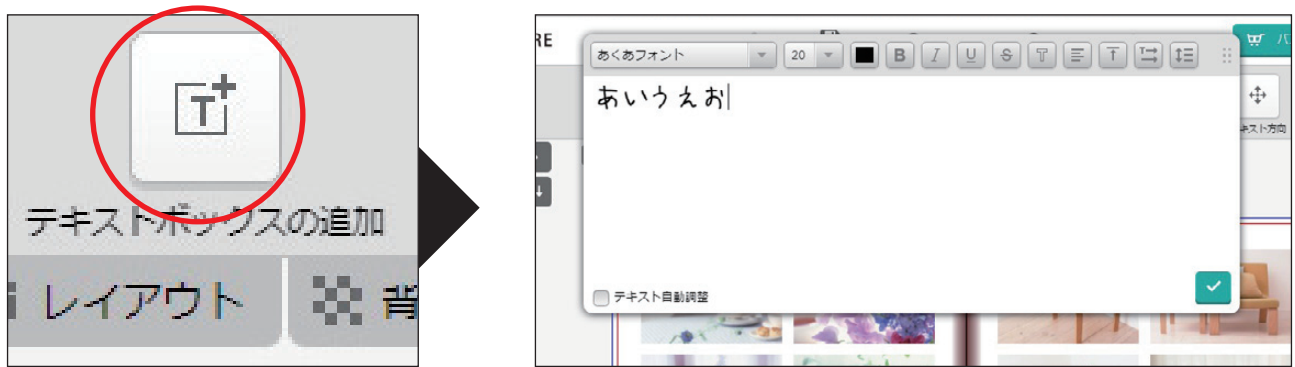 テキストボックスの追加
レイアウト
背
RE
あくあフォント
20
B I U S T T T
バ
あいうえお
キスト方向
テキスト自動調整